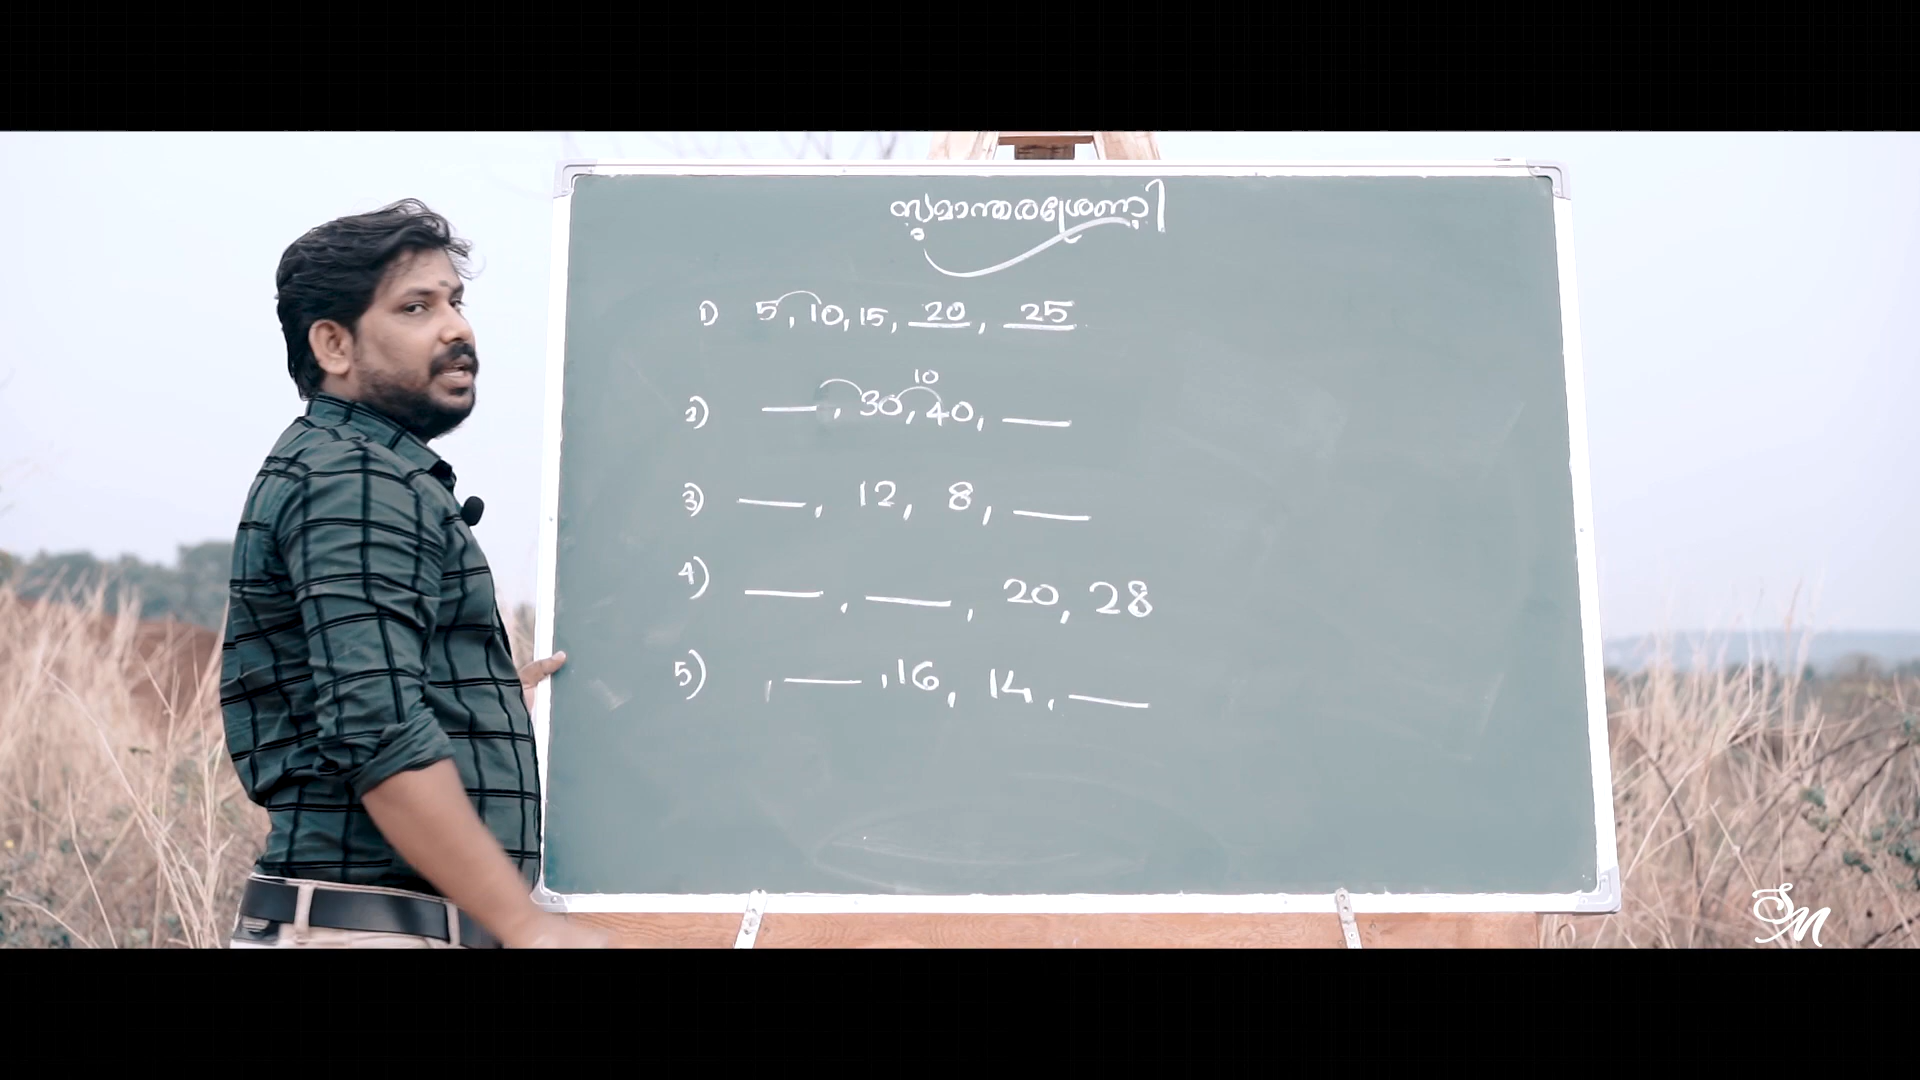 സമാന്തരശ്രേണി
1) 5, 10, 15, 20, 25
10
2) ___, 30, 40, ___
3) ___, 12, 8, ___
4) ___, ___, 20, 28
5) , ___, 16, 14, ___
SM